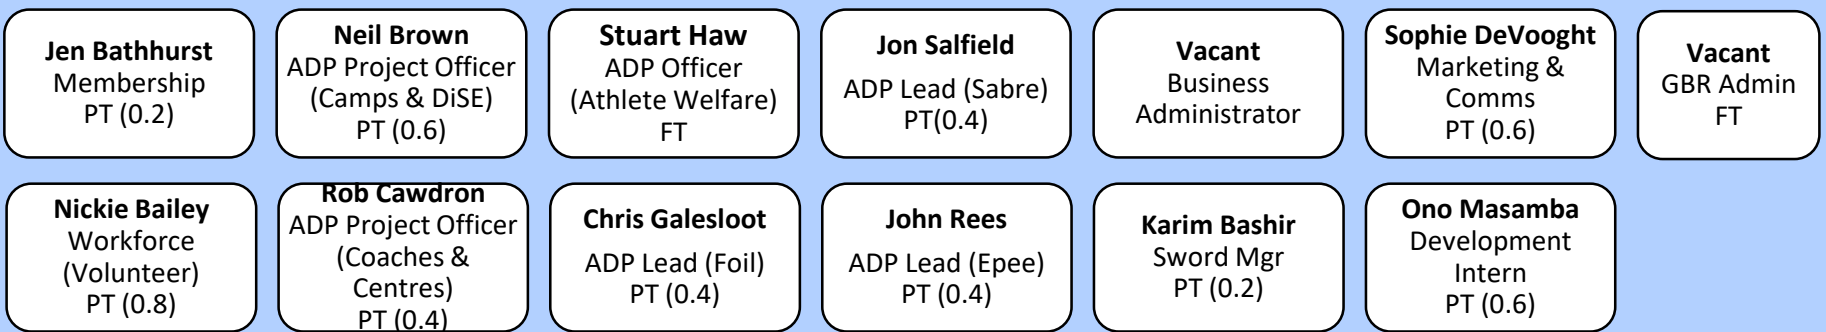 Jen Bathhurst
Membership
PT (0.2)
Neil Brown
ADP Project Officer
(Camps & DiSE)
PT (0.6)
Stuart Haw
ADP Officer
(Athlete Welfare)
FT
Jon Salfield
ADP Lead (Sabre)
PT(0.4)
Vacant
Business
Administrator
Sophie DeVooght
Marketing &
Comms
PT (0.6)
Vacant
GBR Admin
FT
Nickie Bailey
Workforce
(Volunteer)
PT (0.8)
Rob Cawdron
ADP Project Officer
(Coaches &
Centres)
PT (0.4)
Chris Galesloot
ADP Lead (Foil)
PT (0.4)
John Rees
ADP Lead (Epee)
PT (0.4)
Karim Bashir
Sword Mgr
PT (0.2)
Ono Masamba
Development
Intern
PT (0.6)